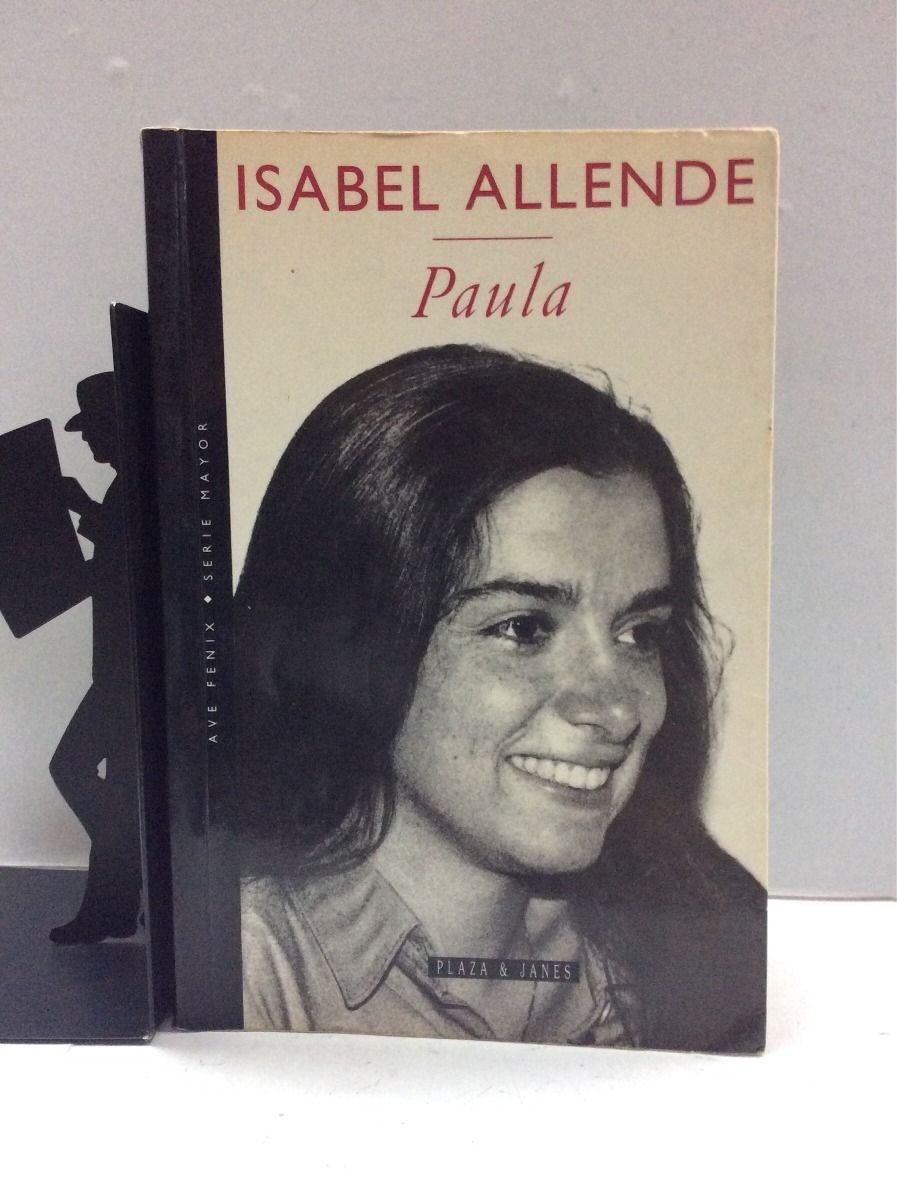 ISABEL ALLENDE
Paula
AVE FENIX ◆ SERIE MAYOR
PLAZA & JANES